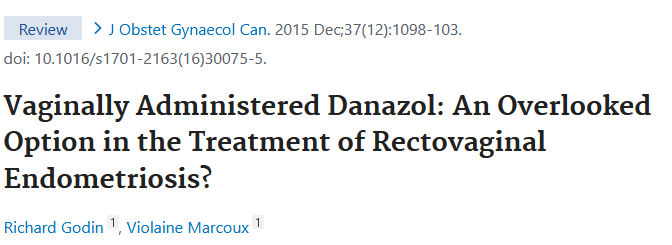 Review > J Obstet Gynaecol Can. 2015 Dec;37(12):1098-103.
doi: 10.1016/s1701-2163(16)30075-5.
Vaginally Administered Danazol: An Overlooked
Option in the Treatment of Rectovaginal
Endometriosis?
Richard Godin 1, Violaine Marcoux 1